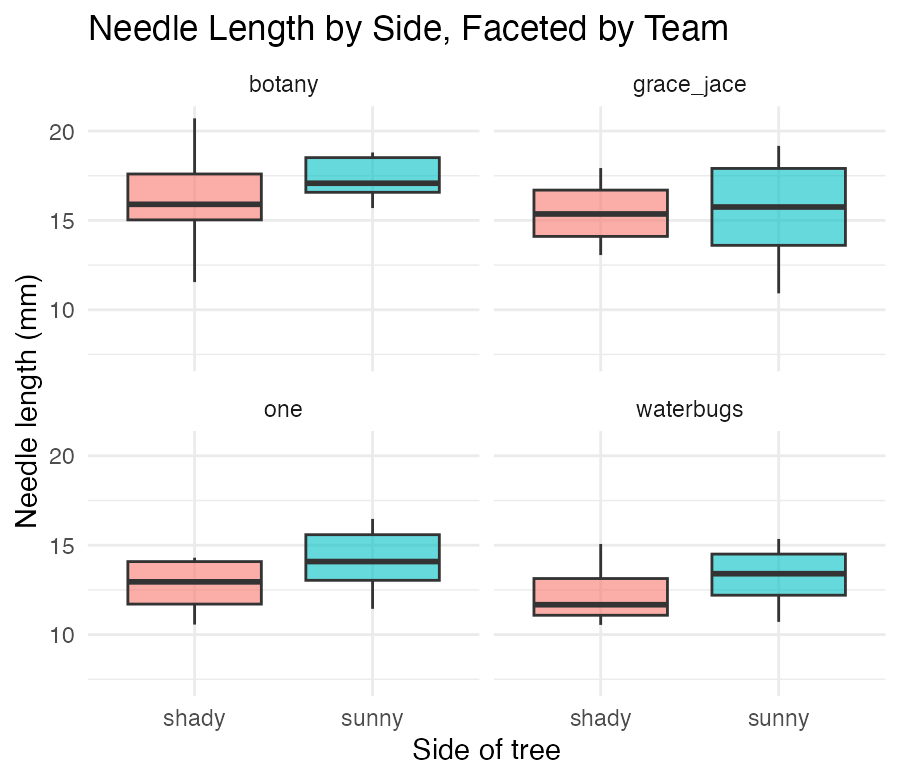 Needle Length by Side, Faceted by Team
botany
grace_jace
20
15
10
one
waterbugs
20
15
10
Needle length (mm)
shady
sunny
shady
sunny
Side of tree